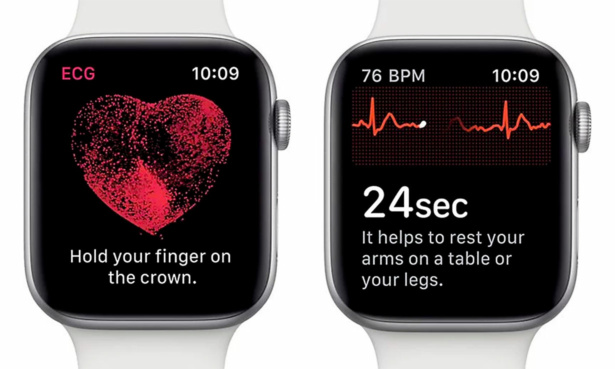 ECG 10:09
Hold your finger on
the crown.
76 BPM 10:09
24sec
It helps to rest your
arms on a table or
your legs.